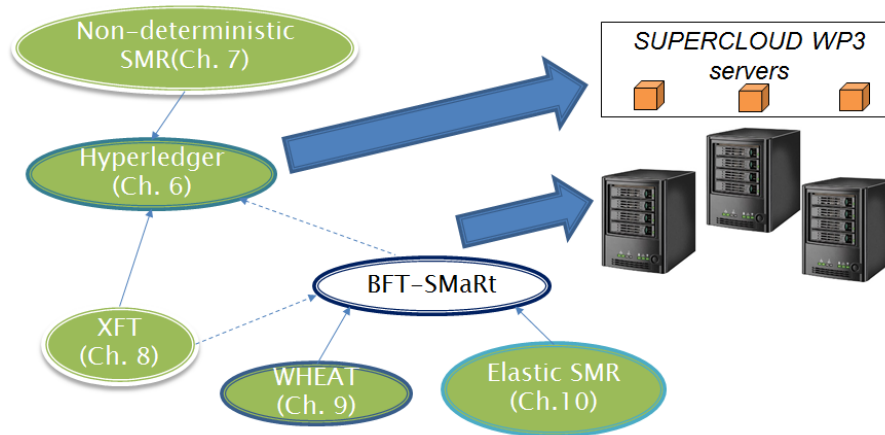 Non-deterministic
SMR(Ch. 7)
SUPERCLOUD WP3
servers
Hyperledger
(Ch. 6)
BFT-SMaRt
XFT
(Ch. 8)
WHEAT
(Ch. 9)
Elastic SMR
(Ch.10)